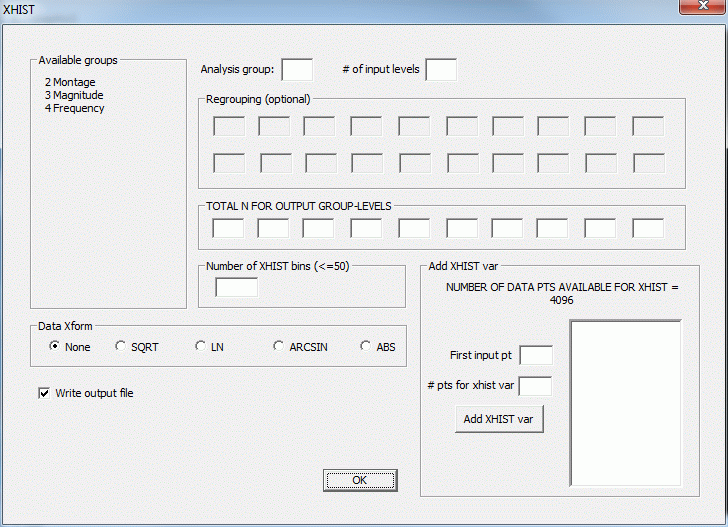 XHIST
Available groups
2 Montage
3 Magnitude
4 Frequency
Analysis group:
# of input levels
Regrouping (optional)
TOTAL N FOR OUTPUT GROUP-LEVELS
Number of XHIST bins (<=50)
Data Xform
None
SQRT
LN
ARCSIN
ABS
Write output file
Add XHIST var
NUMBER OF DATA PTS AVAILABLE FOR XHIST =
4096
First input pt
# pts for xhist var
Add XHIST var
OK